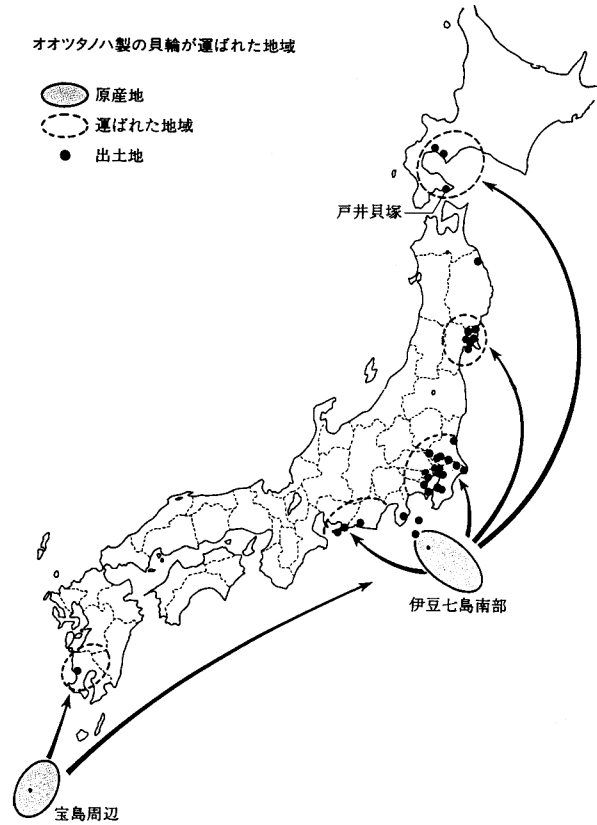 オオツタノハ製の貝輪が運ばれた地域
原産地
運ばれた地域
出土地
戸井貝塚
伊豆七島南部
宝島周辺